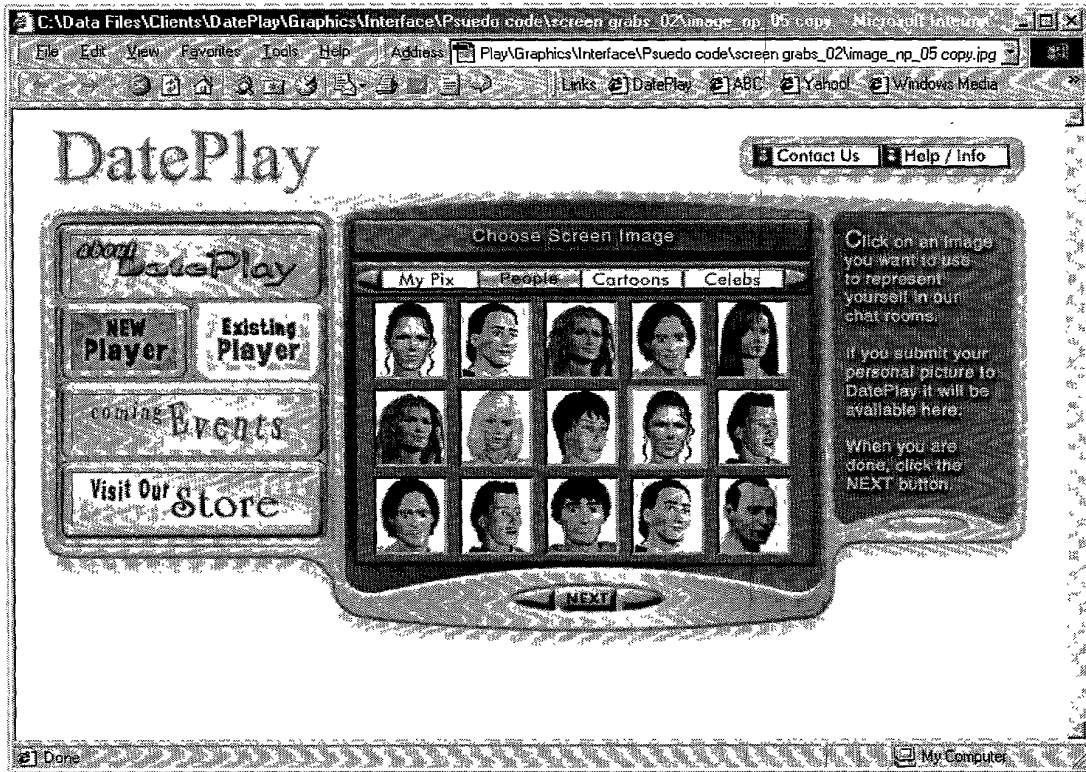 C:\Data Files\Clients\DatePlay\Graphics\Interface\Psuedo code\screen grabs_02\image_np_05 copy - Microsoft Internet
File Edit View Favorites Tools Help Address Play\Graphics\Interface\Psuedo code\screen grabs_02\image_np_05 copy.jpg
Links DatePlay ABC Yahoo! Windows Media
DatePlay
Contact Us Help / Info
about DatePlay
NEW Player
Existing Player
coming Events
Visit Our Store
Choose Screen Image
My Pix People Cartoons Celebs
NEXT
Click on an image
you want to use
to represent
yourself in our
chat rooms.
If you submit your
personal picture to
DatePlay it will be
available here.
When you are
done, click the
NEXT button.
Done My Computer